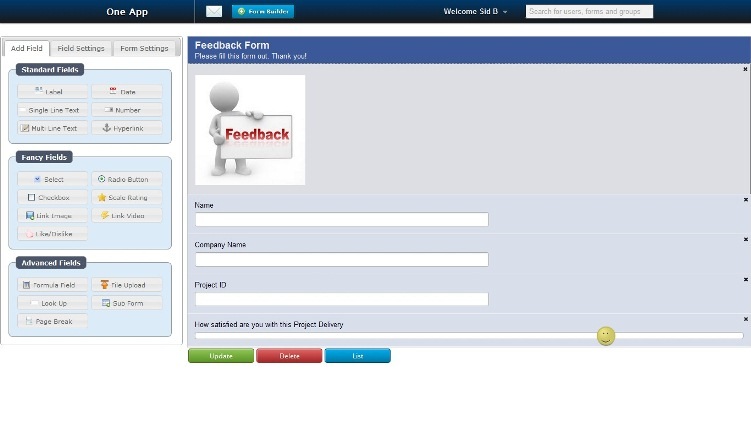 One App
Form Builder
Welcome Sid B
Search for users, forms and groups
Add Field
Field Settings
Form Settings
Standard Fields
Label
Date
Single Line Text
Number
Multi Line Text
Hyperlink
Fancy Fields
Select
Radio Button
Checkbox
Scale Rating
Link Image
Link Video
Like/Dislike
Advanced Fields
Formula Field
File Upload
Look Up
Sub Form
Page Break
Feedback Form
Please fill this form out. Thank you!
Feedback
Name
Company Name
Project ID
How satisfied are you with this Project Delivery
Update
Delete
List